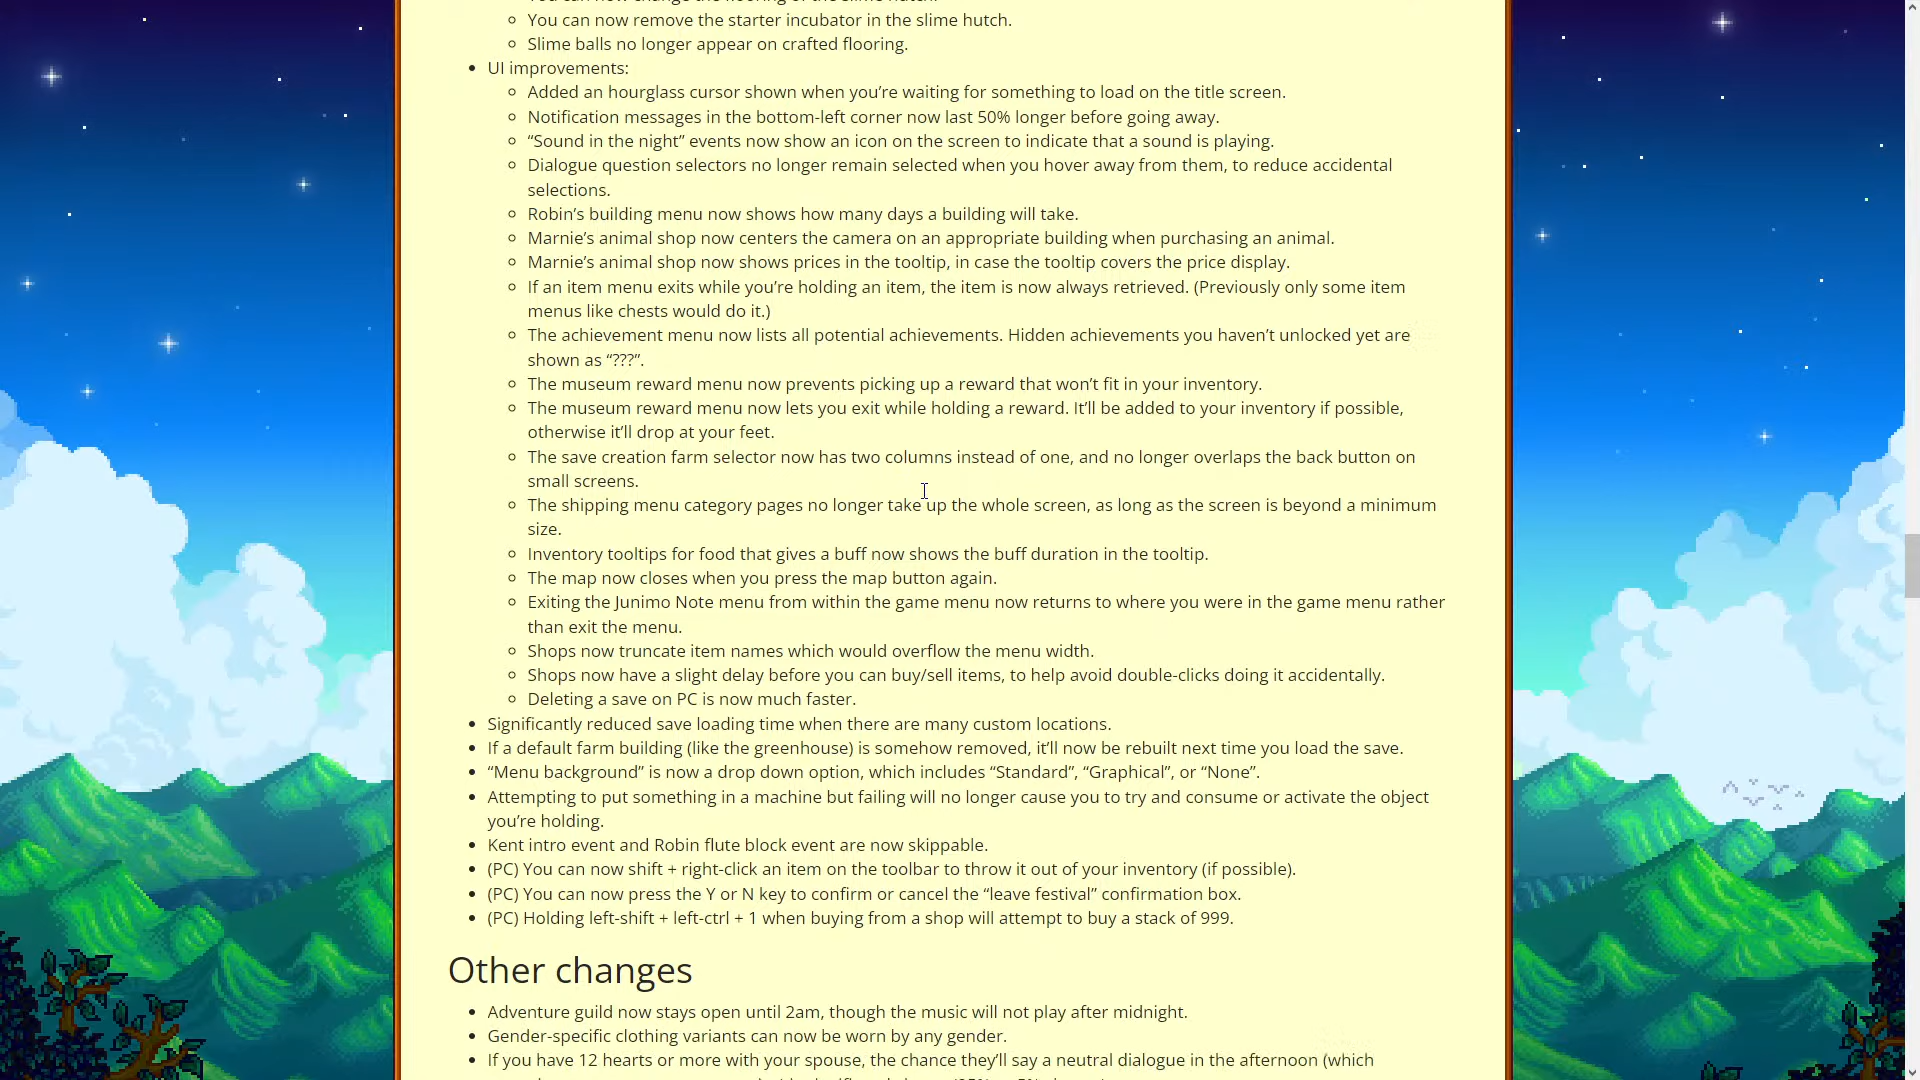 You can now remove the starter incubator in the slime hutch.
Slime balls no longer appear on crafted flooring.
UI improvements:
Added an hourglass cursor shown when you’re waiting for something to load on the title screen.
Notification messages in the bottom-left corner now last 50% longer before going away.
“Sound in the night” events now show an icon on the screen to indicate that a sound is playing.
Dialogue question selectors no longer remain selected when you hover away from them, to reduce accidental
selections.
Robin’s building menu now shows how many days a building will take.
Marnie’s animal shop now centers the camera on an appropriate building when purchasing an animal.
Marnie’s animal shop now shows prices in the tooltip, in case the tooltip covers the price display.
If an item menu exits while you’re holding an item, the item is now always retrieved. (Previously only some item
menus like chests would do it.)
The achievement menu now lists all potential achievements. Hidden achievements you haven’t unlocked yet are
shown as “???”.
The museum reward menu now prevents picking up a reward that won’t fit in your inventory.
The museum reward menu now lets you exit while holding a reward. It’ll be added to your inventory if possible,
otherwise it’ll drop at your feet.
The save creation farm selector now has two columns instead of one, and no longer overlaps the back button on
small screens.
The shipping menu category pages no longer take up the whole screen, as long as the screen is beyond a minimum
size.
Inventory tooltips for food that gives a buff now shows the buff duration in the tooltip.
The map now closes when you press the map button again.
Exiting the Junimo Note menu from within the game menu now returns to where you were in the game menu rather
than exit the menu.
Shops now truncate item names which would overflow the menu width.
Shops now have a slight delay before you can buy/sell items, to help avoid double-clicks doing it accidentally.
Deleting a save on PC is now much faster.
Significantly reduced save loading time when there are many custom locations.
If a default farm building (like the greenhouse) is somehow removed, it’ll now be rebuilt next time you load the save.
“Menu background” is now a drop down option, which includes “Standard”, “Graphical”, or “None”.
Attempting to put something in a machine but failing will no longer cause you to try and consume or activate the object
you’re holding.
Kent intro event and Robin flute block event are now skippable.
(PC) You can now shift + right-click an item on the toolbar to throw it out of your inventory (if possible).
(PC) You can now press the Y or N key to confirm or cancel the “leave festival” confirmation box.
(PC) Holding left-shift + left-ctrl + 1 when buying from a shop will attempt to buy a stack of 999.
Other changes
Adventure guild now stays open until 2am, though the music will not play after midnight.
Gender-specific clothing variants can now be worn by any gender.
If you have 12 hearts or more with your spouse, the chance they’ll say a neutral dialogue in the afternoon (which